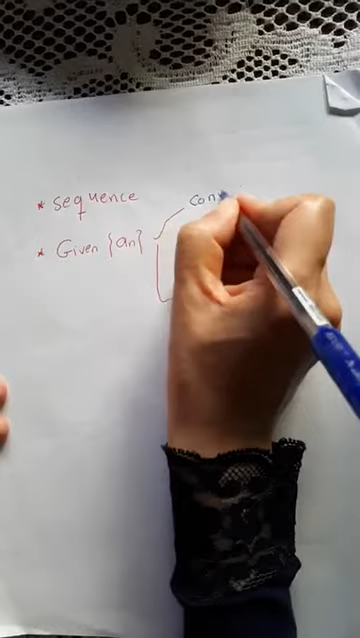 * sequence
con
* Given {an}